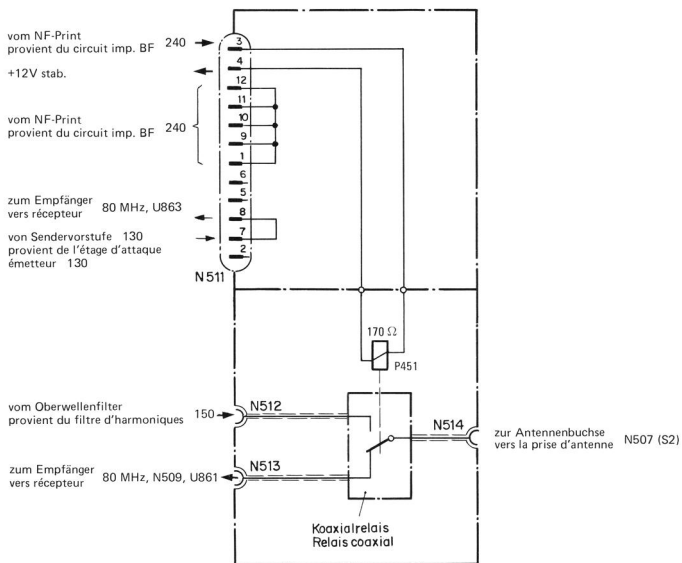 vom NF-Print
provient du circuit imp. BF 240
+12V stab.
vom NF-Print
provient du circuit imp. BF 240
zum Empfänger
vers récepteur 80 MHz, U863
von Sendervorstufe 130
provient de l'étage d'attaque
émetteur 130
3
4
12
11
10
9
1
6
5
8
7
2
N511
170 Ω
P451
vom Oberwellenfilter
provient du filtre d'harmoniques 150
N512
N514
zur Antennenbuchse
vers la prise d'antenne N507 (S2)
zum Empfänger
vers récepteur 80 MHz, N509, U861
N513
Koaxialrelais
Relais coaxial